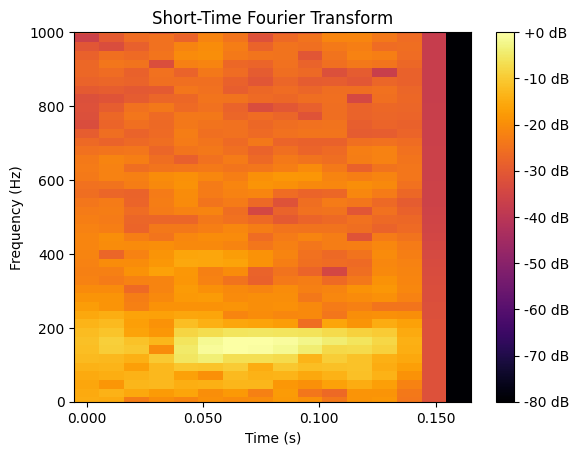 Short-Time Fourier Transform
Frequency (Hz)
1000
800
600
400
200
0
0.000
0.050
0.100
0.150
Time (s)
+0 dB
-10 dB
-20 dB
-30 dB
-40 dB
-50 dB
-60 dB
-70 dB
-80 dB